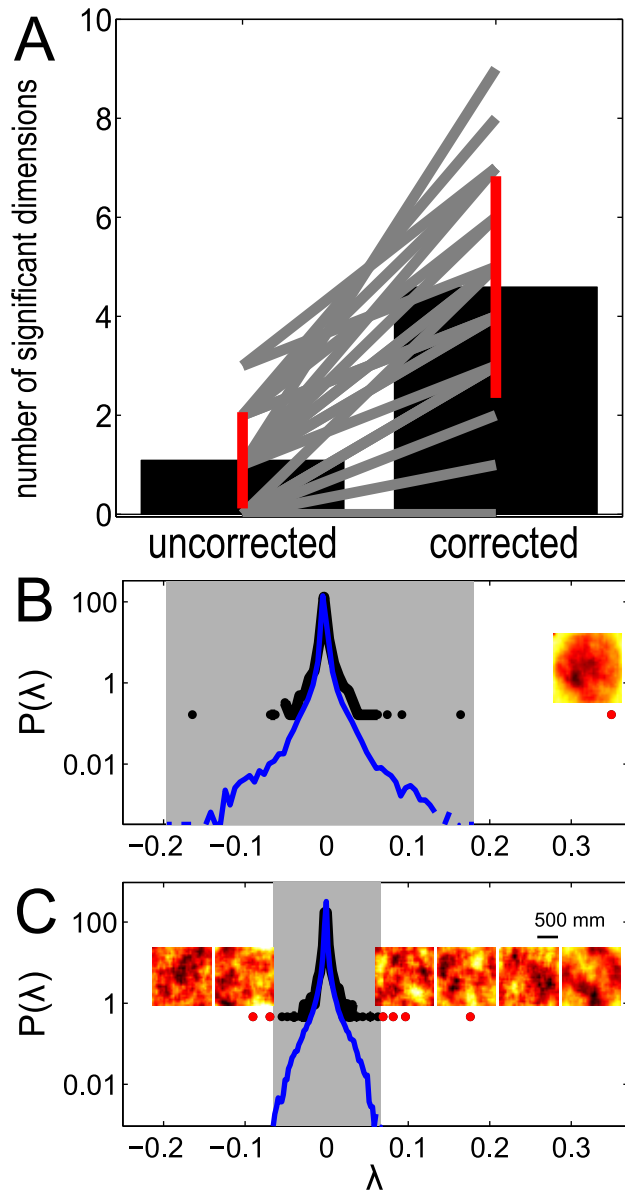 A
number of significant dimensions
10
8
6
4
2
0
uncorrected corrected
B
P(λ)
100
1
0.01
−0.2 −0.1 0 0.1 0.2 0.3
C
P(λ)
500 mm
100
1
0.01
−0.2 −0.1 0 0.1 0.2 0.3
λ